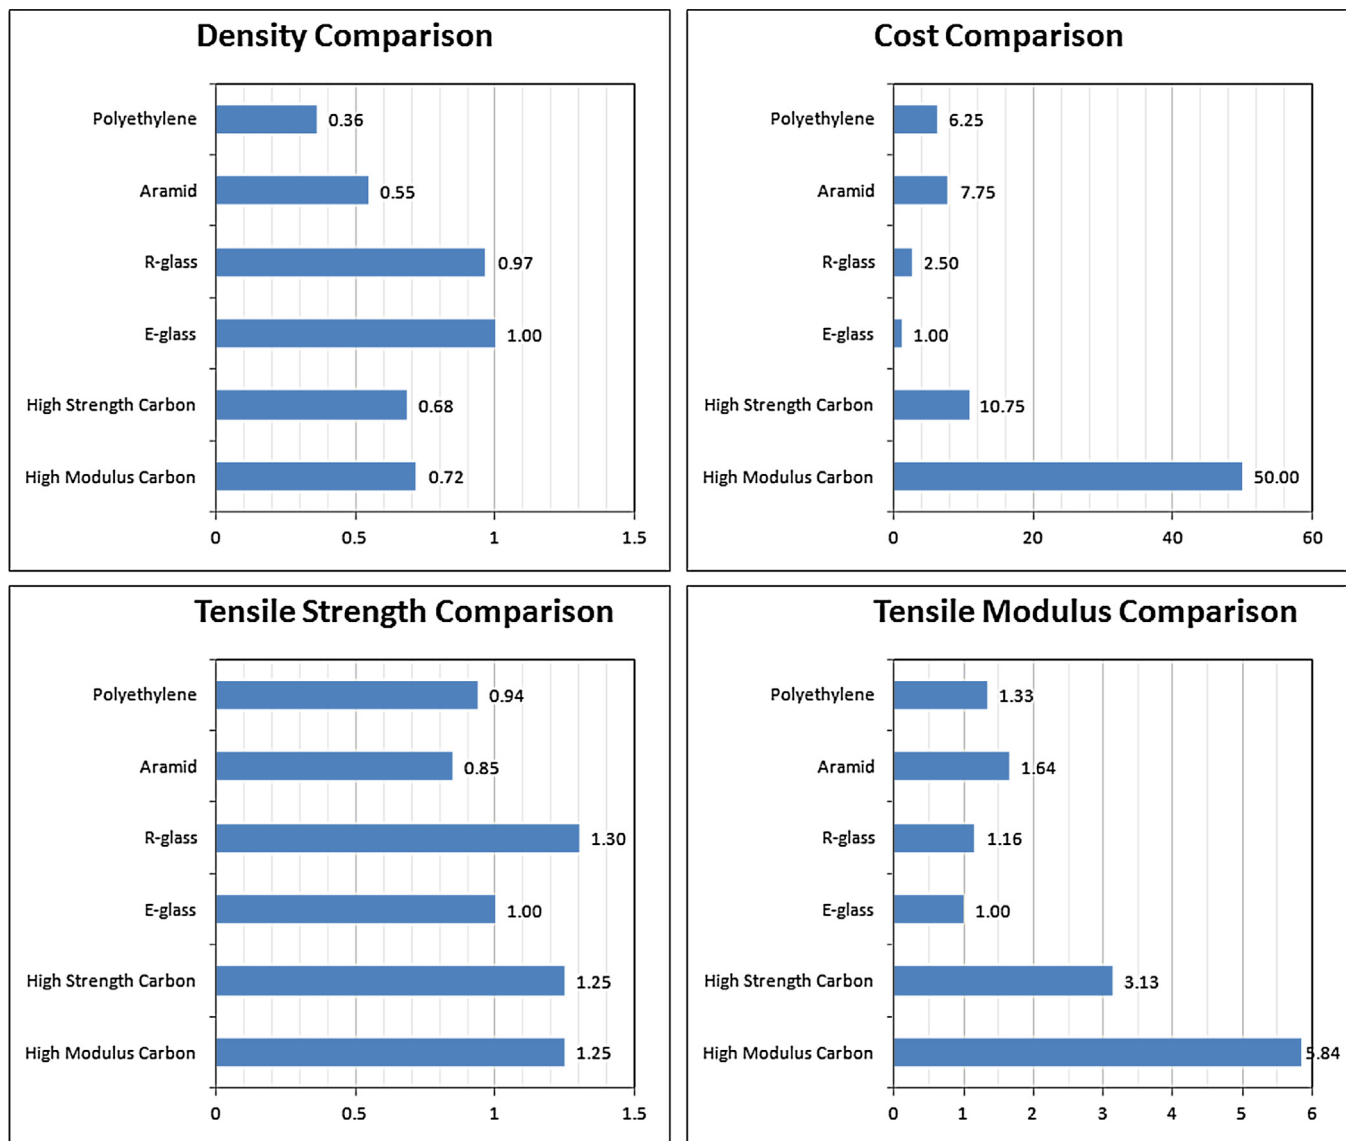 Density Comparison
Polyethylene
0.36
Aramid
0.55
R-glass
0.97
E-glass
1.00
High Strength Carbon
0.68
High Modulus Carbon
0.72
0 0.5 1 1.5
Cost Comparison
Polyethylene
6.25
Aramid
7.75
R-glass
2.50
E-glass
1.00
High Strength Carbon
10.75
High Modulus Carbon
50.00
0 20 40 60
Tensile Strength Comparison
Polyethylene
0.94
Aramid
0.85
R-glass
1.30
E-glass
1.00
High Strength Carbon
1.25
High Modulus Carbon
1.25
0 0.5 1 1.5
Tensile Modulus Comparison
Polyethylene
1.33
Aramid
1.64
R-glass
1.16
E-glass
1.00
High Strength Carbon
3.13
High Modulus Carbon
5.84
0 1 2 3 4 5 6